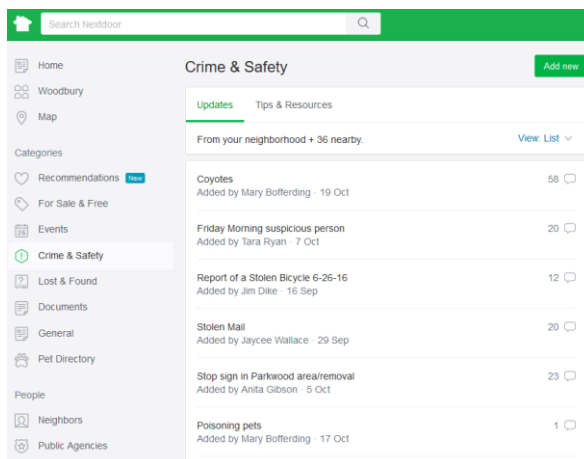 Search Nextdoor
Home
Woodbury
Map
Categories
Recommendations New
For Sale & Free
Events
26
Crime & Safety
Lost & Found
Documents
General
Pet Directory
People
Neighbors
Public Agencies
Crime & Safety
Add new
Updates Tips & Resources
From your neighborhood + 36 nearby. View: List
Coyotes 58
Added by Mary Bofferding · 19 Oct
Friday Morning suspicious person 20
Added by Tara Ryan · 7 Oct
Report of a Stolen Bicycle 6-26-16 12
Added by Jim Dike · 16 Sep
Stolen Mail 20
Added by Jaycee Wallace · 29 Sep
Stop sign in Parkwood area/removal 23
Added by Anita Gibson · 5 Oct
Poisoning pets 1
Added by Mary Bofferding · 17 Oct